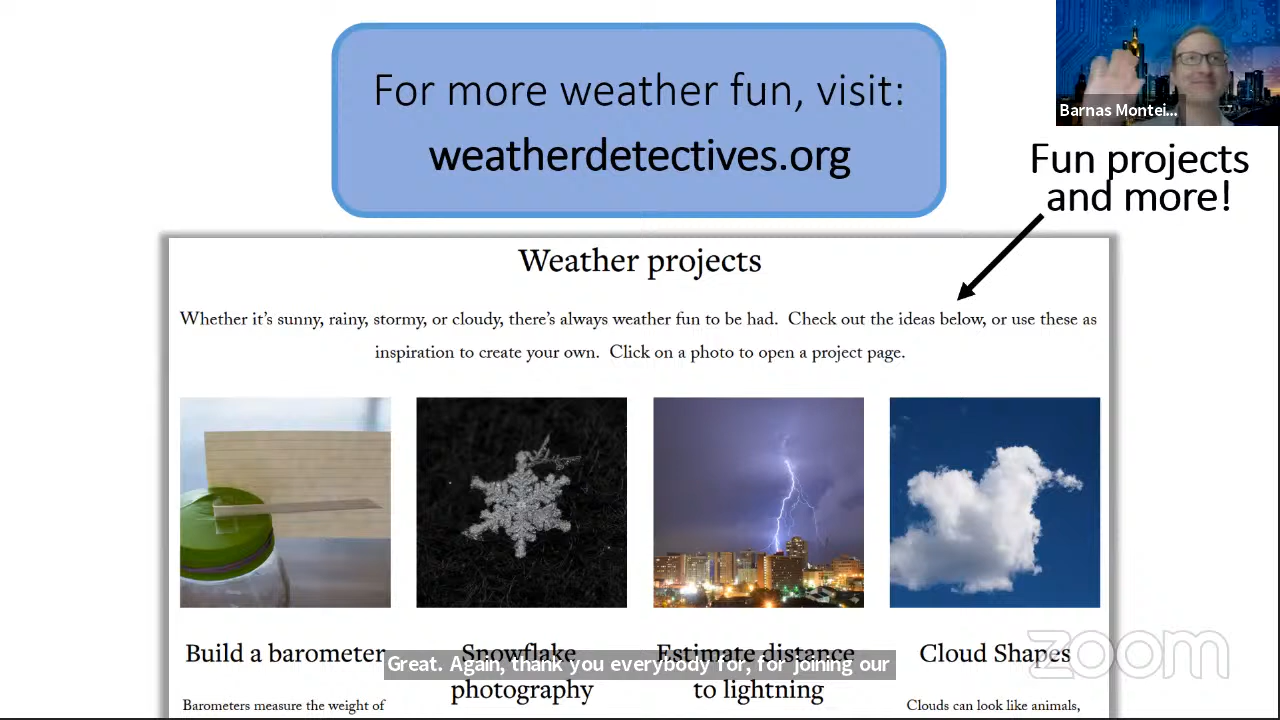 For more weather fun, visit:
weatherdetectives.org
Barnas Montei...
Fun projects
and more!
Weather projects
Whether it's sunny, rainy, stormy, or cloudy, there's always weather fun to be had. Check out the ideas below, or use these as
inspiration to create your own. Click on a photo to open a project page.
Build a barometer
Snowflake
photography
Estimate distance
to lightning
Cloud Shapes
Barometers measure the weight of
Clouds can look like animals,
Great. Again, thank you everybody for, for joining our
zoom